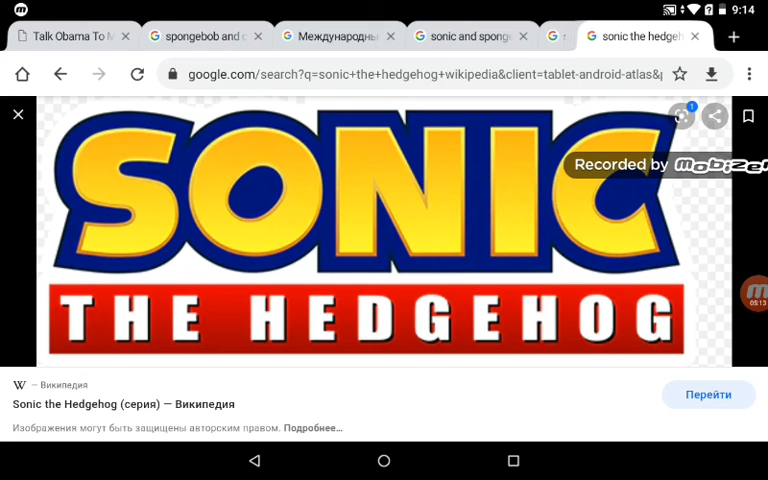 9:14
Talk Obama To M
spongebob and c
Международны
sonic and sponge
sonic the hedgeh
google.com/search?q=sonic+the+hedgehog+wikipedia&client=tablet-android-atlas&
1
SONIC
Recorded by mobizen
THE HEDGEHOG
05:13
W — Википедия
Sonic the Hedgehog (серия) — Википедия
Перейти
Изображения могут быть защищены авторским правом. Подробнее...